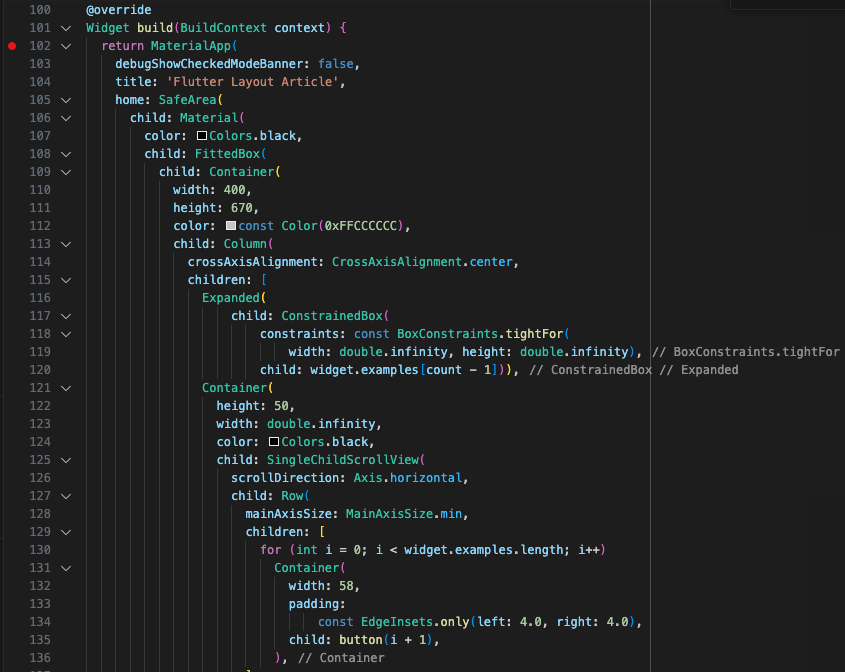 100 @override
101 Widget build(BuildContext context) {
102 return MaterialApp(
103 debugShowCheckedModeBanner: false,
104 title: 'Flutter Layout Article',
105 home: SafeArea(
106 child: Material(
107 color: Colors.black,
108 child: FittedBox(
109 child: Container(
110 width: 400,
111 height: 670,
112 color: const Color(0xFFCCCCCC),
113 child: Column(
114 crossAxisAlignment: CrossAxisAlignment.center,
115 children: [
116 Expanded(
117 child: ConstrainedBox(
118 constraints: const BoxConstraints.tightFor(
119 width: double.infinity, height: double.infinity), // BoxConstraints.tightFor
120 child: widget.examples[count - 1])), // ConstrainedBox // Expanded
121 Container(
122 height: 50,
123 width: double.infinity,
124 color: Colors.black,
125 child: SingleChildScrollView(
126 scrollDirection: Axis.horizontal,
127 child: Row(
128 mainAxisSize: MainAxisSize.min,
129 children: [
130 for (int i = 0; i < widget.examples.length; i++)
131 Container(
132 width: 58,
133 padding:
134 const EdgeInsets.only(left: 4.0, right: 4.0),
135 child: button(i + 1),
136 ), // Container